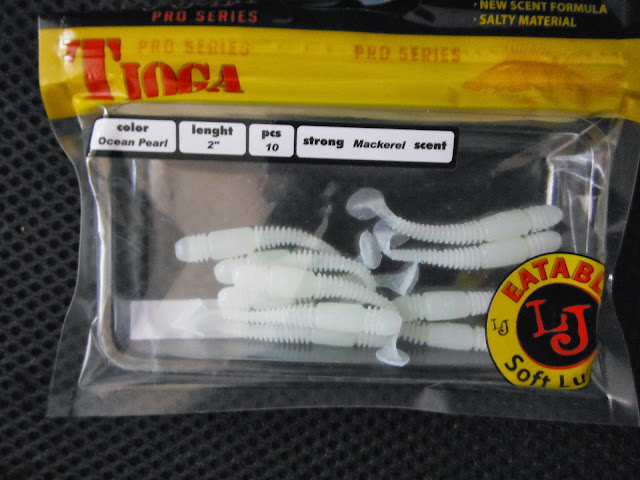 PRO SERIES
• NEW SCENT FORMULA
• SALTY MATERIAL
PRO SERIES PRO SERIES
TIOGA
color lenght pcs strong Mackerel scent
Ocean Pearl 2" 10
EATABL
LJ
LJ
Soft Lu